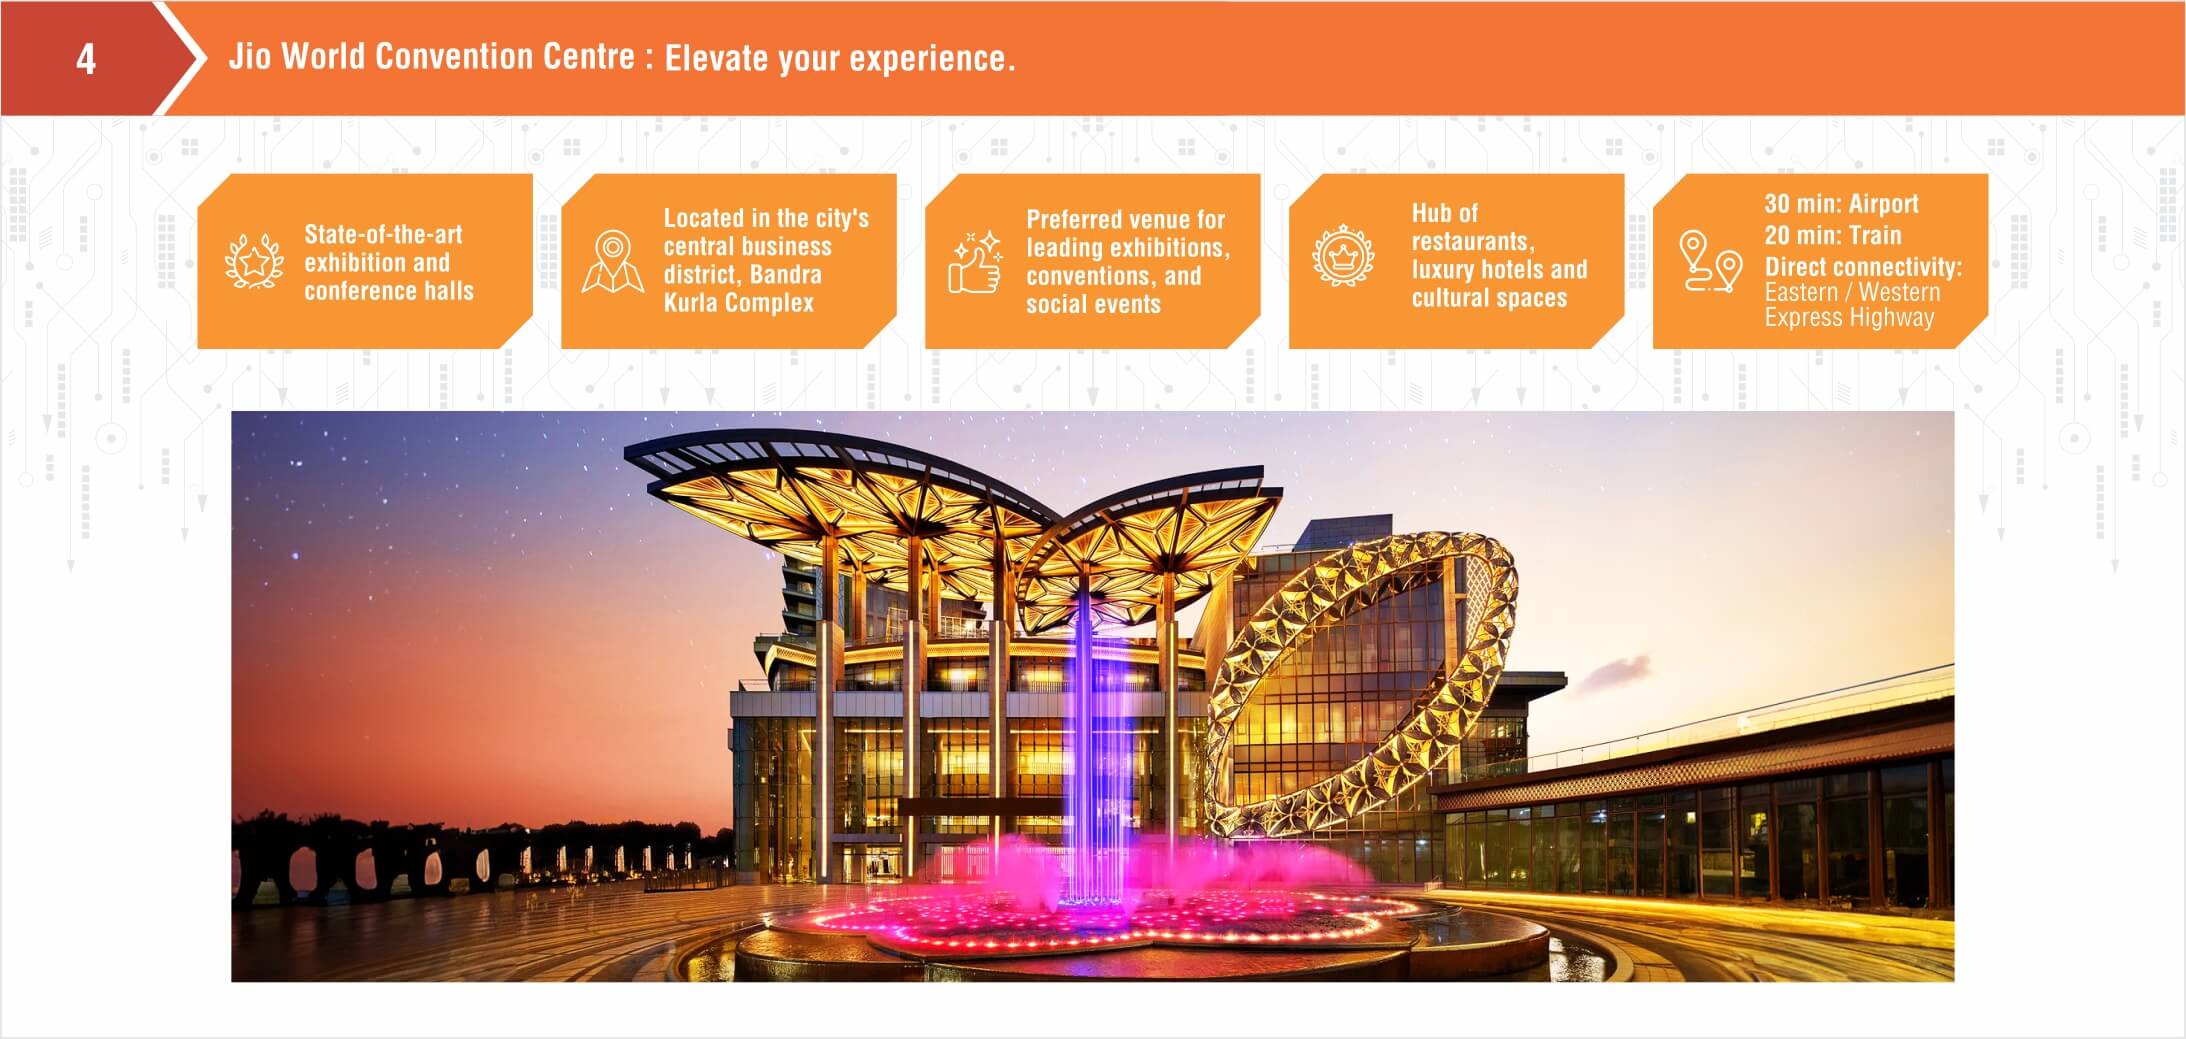 4
Jio World Convention Centre : Elevate your experience.
State-of-the-art
exhibition and
conference halls
Located in the city's
central business
district, Bandra
Kurla Complex
Preferred venue for
leading exhibitions,
conventions, and
social events
Hub of
restaurants,
luxury hotels and
cultural spaces
30 min: Airport
20 min: Train
Direct connectivity:
Eastern / Western
Express Highway